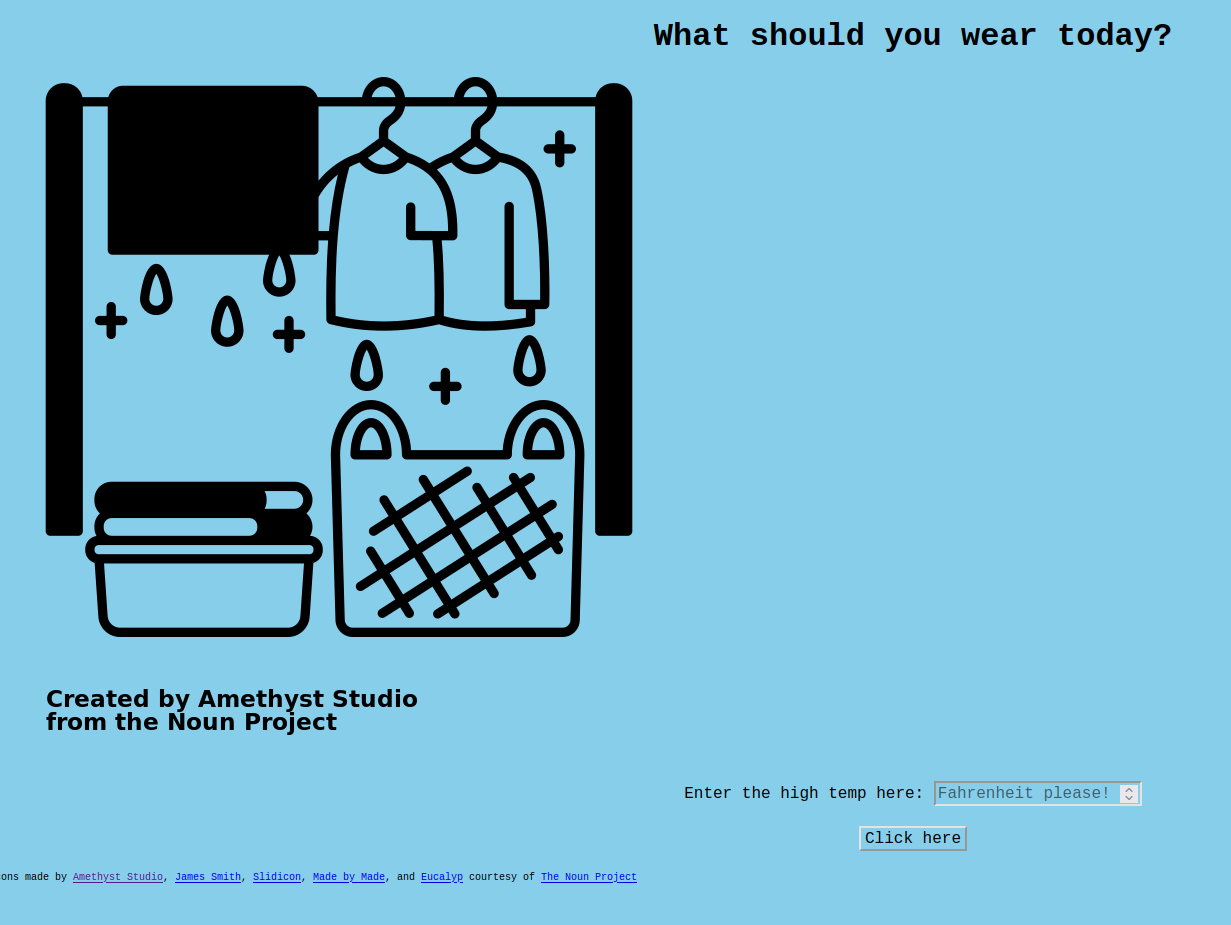 What should you wear today?
Created by Amethyst Studio
from the Noun Project
Enter the high temp here: Fahrenheit please!
Click here
ons made by Amethyst Studio, James Smith, Slidicon, Made by Made, and Eucalyp courtesy of The Noun Project